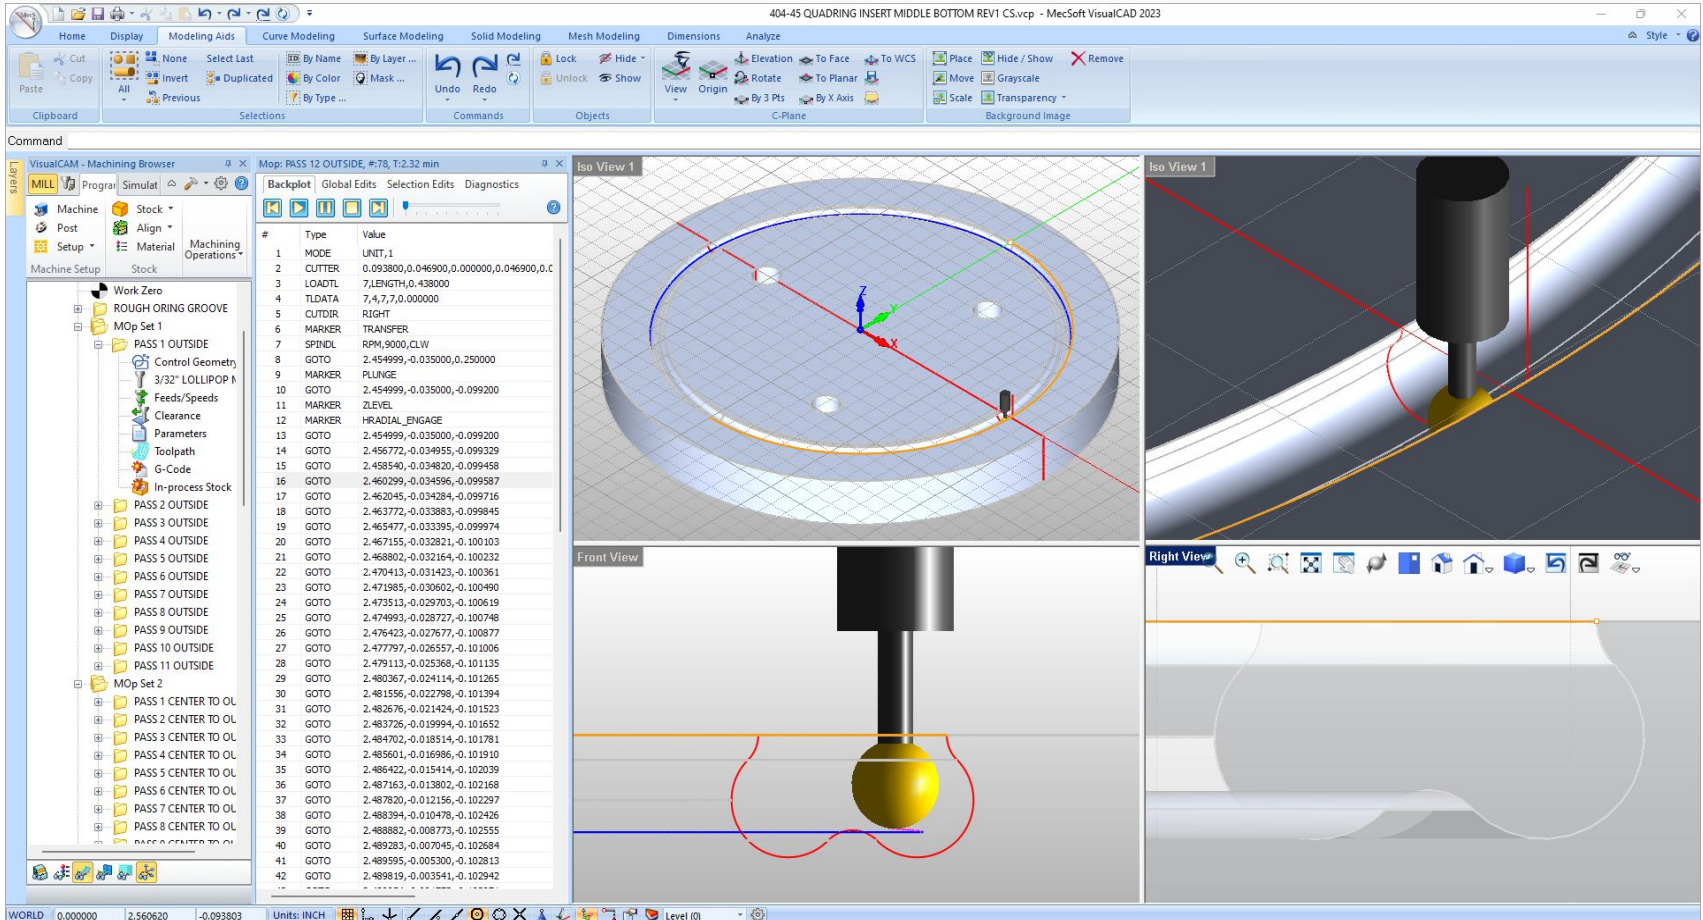 404-45 QUADRING INSERT MIDDLE BOTTOM REV1 CS.vcp - MecSoft VisualCAD 2023
Home Display Modeling Aids Curve Modeling Surface Modeling Solid Modeling Mesh Modeling Dimensions Analyze Style
Paste Cut Copy Clipboard
All None Invert Previous Select Last Duplicated By Name By Color By Type ... By Layer ... Mask ... Selections
Undo Redo Commands
Lock Unlock Hide Show Objects
View Origin Elevation Rotate By 3 Pts To Face To Planar By X Axis To WCS C-Plane
Place Move Scale Hide / Show Grayscale Transparency Remove Background Image
Command
Layers
VisualCAM - Machining Browser
MILL Progra Simulat
Machine Stock
Post Align
Setup Material Machining Operations
Machine Setup Stock
Work Zero
ROUGH ORING GROOVE
MOp Set 1
PASS 1 OUTSIDE
Control Geometry
3/32" LOLLIPOP M
Feeds/Speeds
Clearance
Parameters
Toolpath
G-Code
In-process Stock
PASS 2 OUTSIDE
PASS 3 OUTSIDE
PASS 4 OUTSIDE
PASS 5 OUTSIDE
PASS 6 OUTSIDE
PASS 7 OUTSIDE
PASS 8 OUTSIDE
PASS 9 OUTSIDE
PASS 10 OUTSIDE
PASS 11 OUTSIDE
MOp Set 2
PASS 1 CENTER TO OU
PASS 2 CENTER TO OU
PASS 3 CENTER TO OU
PASS 4 CENTER TO OU
PASS 5 CENTER TO OU
PASS 6 CENTER TO OU
PASS 7 CENTER TO OU
PASS 8 CENTER TO OU
Mop: PASS 12 OUTSIDE, #:78, T:2.32 min
Backplot Global Edits Selection Edits Diagnostics
# Type Value
1 MODE UNIT,1
2 CUTTER 0.093800,0.046900,0.000000,0.046900,0.0
3 LOADTL 7,LENGTH,0.438000
4 TLDATA 7,4,7,7,0.000000
5 CUTDIR RIGHT
6 MARKER TRANSFER
7 SPINDL RPM,9000,CLW
8 GOTO 2.454999,-0.035000,0.250000
9 MARKER PLUNGE
10 GOTO 2.454999,-0.035000,-0.099200
11 MARKER ZLEVEL
12 MARKER HRADIAL_ENGAGE
13 GOTO 2.454999,-0.035000,-0.099200
14 GOTO 2.456772,-0.034955,-0.099329
15 GOTO 2.458540,-0.034820,-0.099458
16 GOTO 2.460299,-0.034596,-0.099587
17 GOTO 2.462045,-0.034284,-0.099716
18 GOTO 2.463772,-0.033883,-0.099845
19 GOTO 2.465477,-0.033395,-0.099974
20 GOTO 2.467155,-0.032821,-0.100103
21 GOTO 2.468802,-0.032164,-0.100232
22 GOTO 2.470413,-0.031423,-0.100361
23 GOTO 2.471985,-0.030602,-0.100490
24 GOTO 2.473513,-0.029703,-0.100619
25 GOTO 2.474993,-0.028727,-0.100748
26 GOTO 2.476423,-0.027677,-0.100877
27 GOTO 2.477797,-0.026557,-0.101006
28 GOTO 2.479113,-0.025368,-0.101135
29 GOTO 2.480367,-0.024114,-0.101265
30 GOTO 2.481556,-0.022798,-0.101394
31 GOTO 2.482676,-0.021424,-0.101523
32 GOTO 2.483726,-0.019994,-0.101652
33 GOTO 2.484702,-0.018514,-0.101781
34 GOTO 2.485601,-0.016986,-0.101910
35 GOTO 2.486422,-0.015414,-0.102039
36 GOTO 2.487163,-0.013802,-0.102168
37 GOTO 2.487820,-0.012156,-0.102297
38 GOTO 2.488394,-0.010478,-0.102426
39 GOTO 2.488882,-0.008773,-0.102555
40 GOTO 2.489283,-0.007045,-0.102684
41 GOTO 2.489595,-0.005300,-0.102813
42 GOTO 2.489819,-0.003541,-0.102942
Iso View 1
Z
Y
X
Iso View 1
Front View
Right View
WORLD 0.000000 2.560620 -0.093803 Units: INCH Level (0)